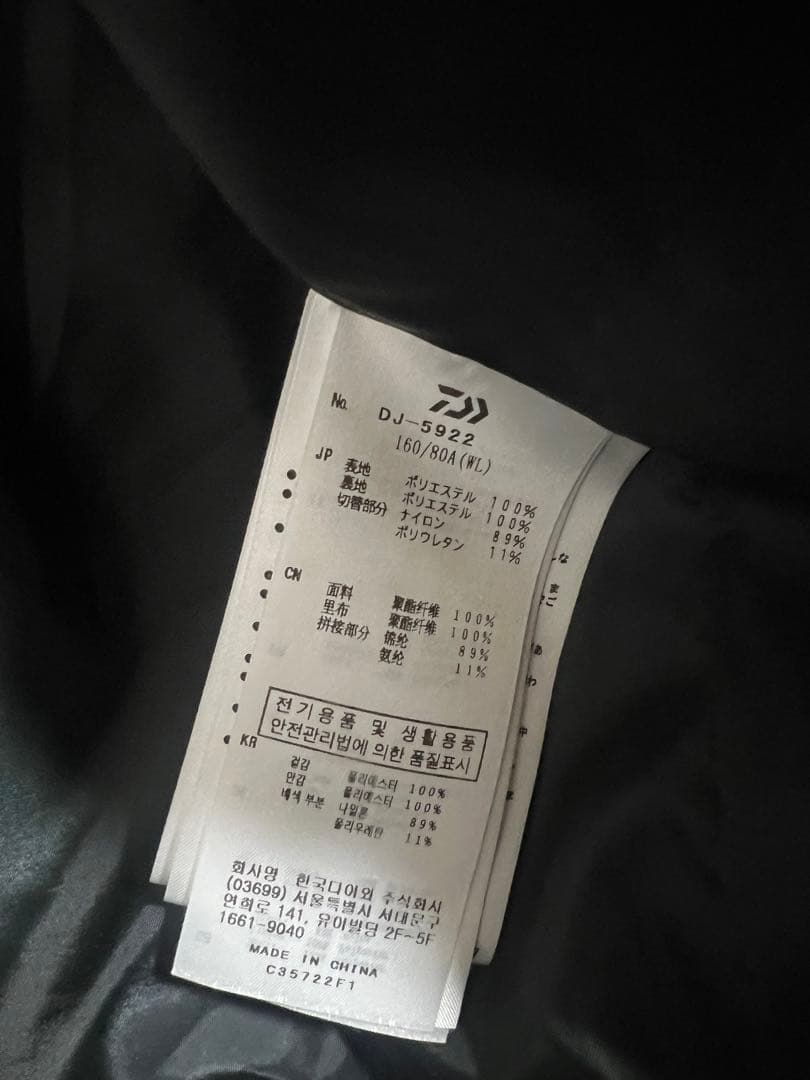 No. DJ-5922
160/80A(WL)
JP
表地 ポリエステル 100%
裏地 ポリエステル 100%
切替部分 ナイロン 89%
ポリウレタン 11%
CN
面料 聚酯纤维 100%
里布 聚酯纤维 100%
拼接部分 锦纶 89%
氨纶 11%
전기용품 및 생활용품
안전관리법에 의한 품질표시
KR
겉감 폴리에스터 100%
안감 폴리에스터 100%
배색 부분 나일론 89%
폴리우레탄 11%
회사명 한국다이와 주식회사
(03699) 서울특별시 서대문구
연희로 141, 유이빌딩 2F~5F
1661-9040
MADE IN CHINA
C35722F1